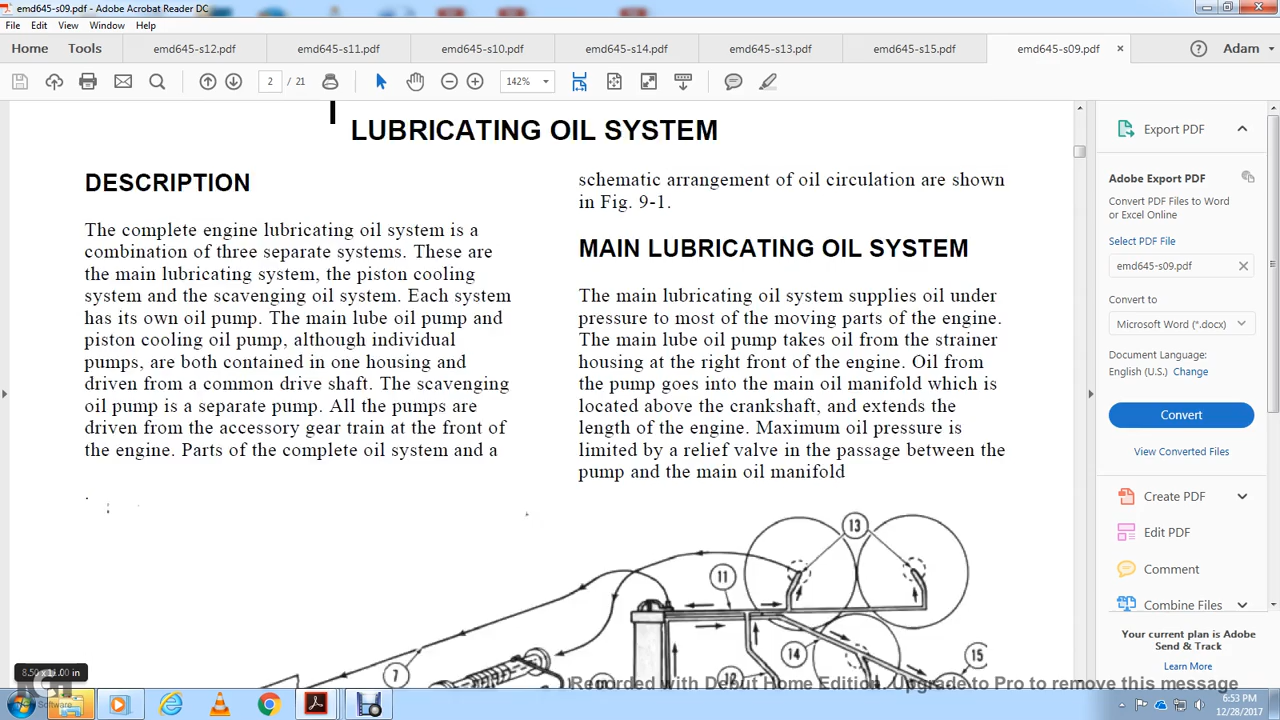 emd645-s09.pdf - Adobe Acrobat Reader DC
File Edit View Window Help
Home Tools emd645-s12.pdf emd645-s11.pdf emd645-s10.pdf emd645-s14.pdf emd645-s13.pdf emd645-s15.pdf emd645-s09.pdf × ? Adam
2 / 21 142%
LUBRICATING OIL SYSTEM
DESCRIPTION
The complete engine lubricating oil system is a
combination of three separate systems. These are
the main lubricating system, the piston cooling
system and the scavenging oil system. Each system
has its own oil pump. The main lube oil pump and
piston cooling oil pump, although individual
pumps, are both contained in one housing and
driven from a common drive shaft. The scavenging
oil pump is a separate pump. All the pumps are
driven from the accessory gear train at the front of
the engine. Parts of the complete oil system and a
schematic arrangement of oil circulation are shown
in Fig. 9-1.
MAIN LUBRICATING OIL SYSTEM
The main lubricating oil system supplies oil under
pressure to most of the moving parts of the engine.
The main lube oil pump takes oil from the strainer
housing at the right front of the engine. Oil from
the pump goes into the main oil manifold which is
located above the crankshaft, and extends the
length of the engine. Maximum oil pressure is
limited by a relief valve in the passage between the
pump and the main oil manifold
13
11
14
15
7
8.50 x 11.00 in
Export PDF
Adobe Export PDF
Convert PDF Files to Word
or Excel Online
Select PDF File
emd645-s09.pdf
Convert to
Microsoft Word (*.docx)
Document Language:
English (U.S.) Change
Convert
View Converted Files
Create PDF
Edit PDF
Comment
Combine Files
Your current plan is Adobe
Send & Track
Learn More
Recorded with Debut Home Edition. Upgrade to Pro to remove this message
Software
6:53 PM
12/28/2017